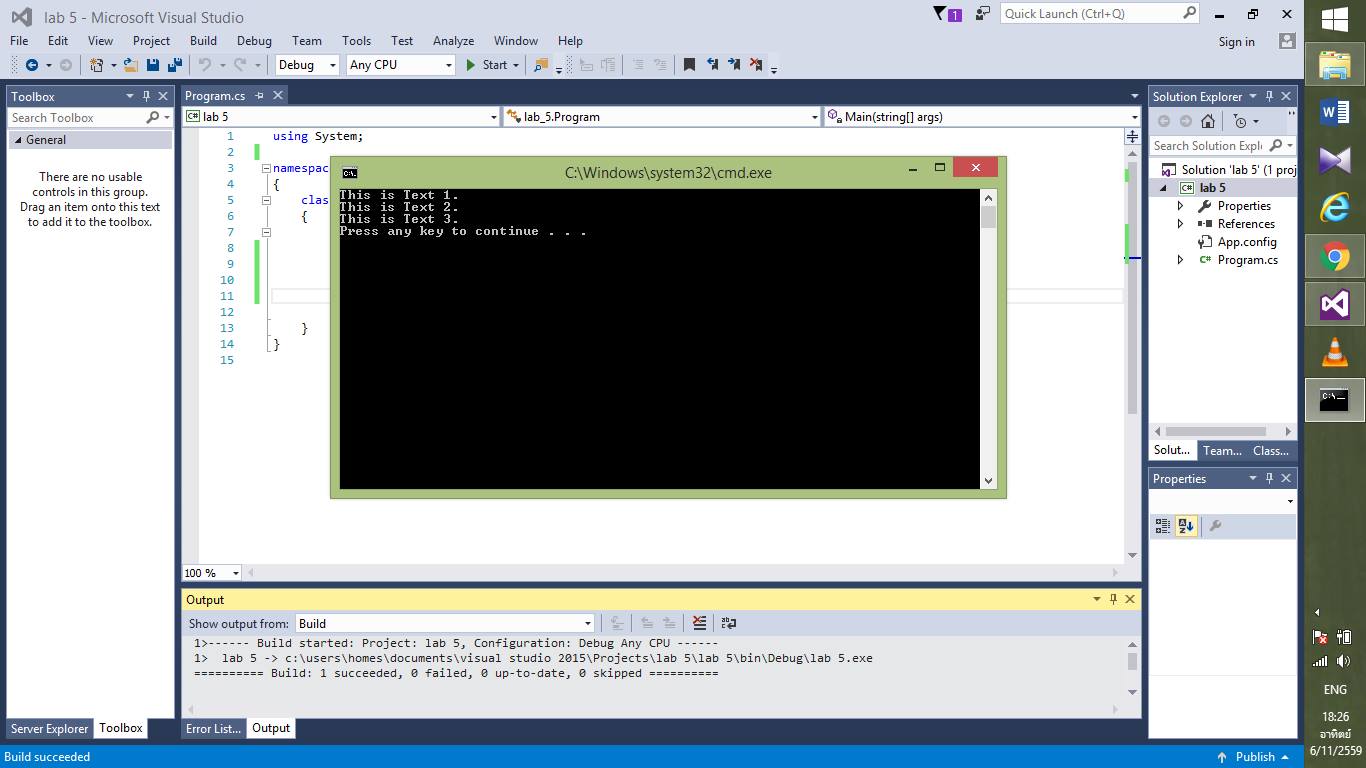 lab 5 - Microsoft Visual Studio
1
Quick Launch (Ctrl+Q)
File Edit View Project Build Debug Team Tools Test Analyze Window Help
Sign in
Debug Any CPU Start
Toolbox
Search Toolbox
General
There are no usable
controls in this group.
Drag an item onto this text
to add it to the toolbox.
Server Explorer Toolbox
Program.cs
C# lab 5
lab_5.Program
Main(string[] args)
1 using System;
2
3 namespac
4 {
5 clas
6 {
7
8
9
10
11
12
13 }
14 }
15
C:\Windows\system32\cmd.exe
This is Text 1.
This is Text 2.
This is Text 3.
Press any key to continue . . .
100 %
Output
Show output from: Build
1>------ Build started: Project: lab 5, Configuration: Debug Any CPU ------
1>  lab 5 -> c:\users\homes\documents\visual studio 2015\Projects\lab 5\lab 5\bin\Debug\lab 5.exe
========== Build: 1 succeeded, 0 failed, 0 up-to-date, 0 skipped ==========
Error List... Output
Solution Explorer
Search Solution Expl
Solution 'lab 5' (1 proj
C# lab 5
Properties
References
App.config
C# Program.cs
Solut... Team... Class...
Properties
Build succeeded
Publish
ENG
18:26
อาทิตย์
6/11/2559